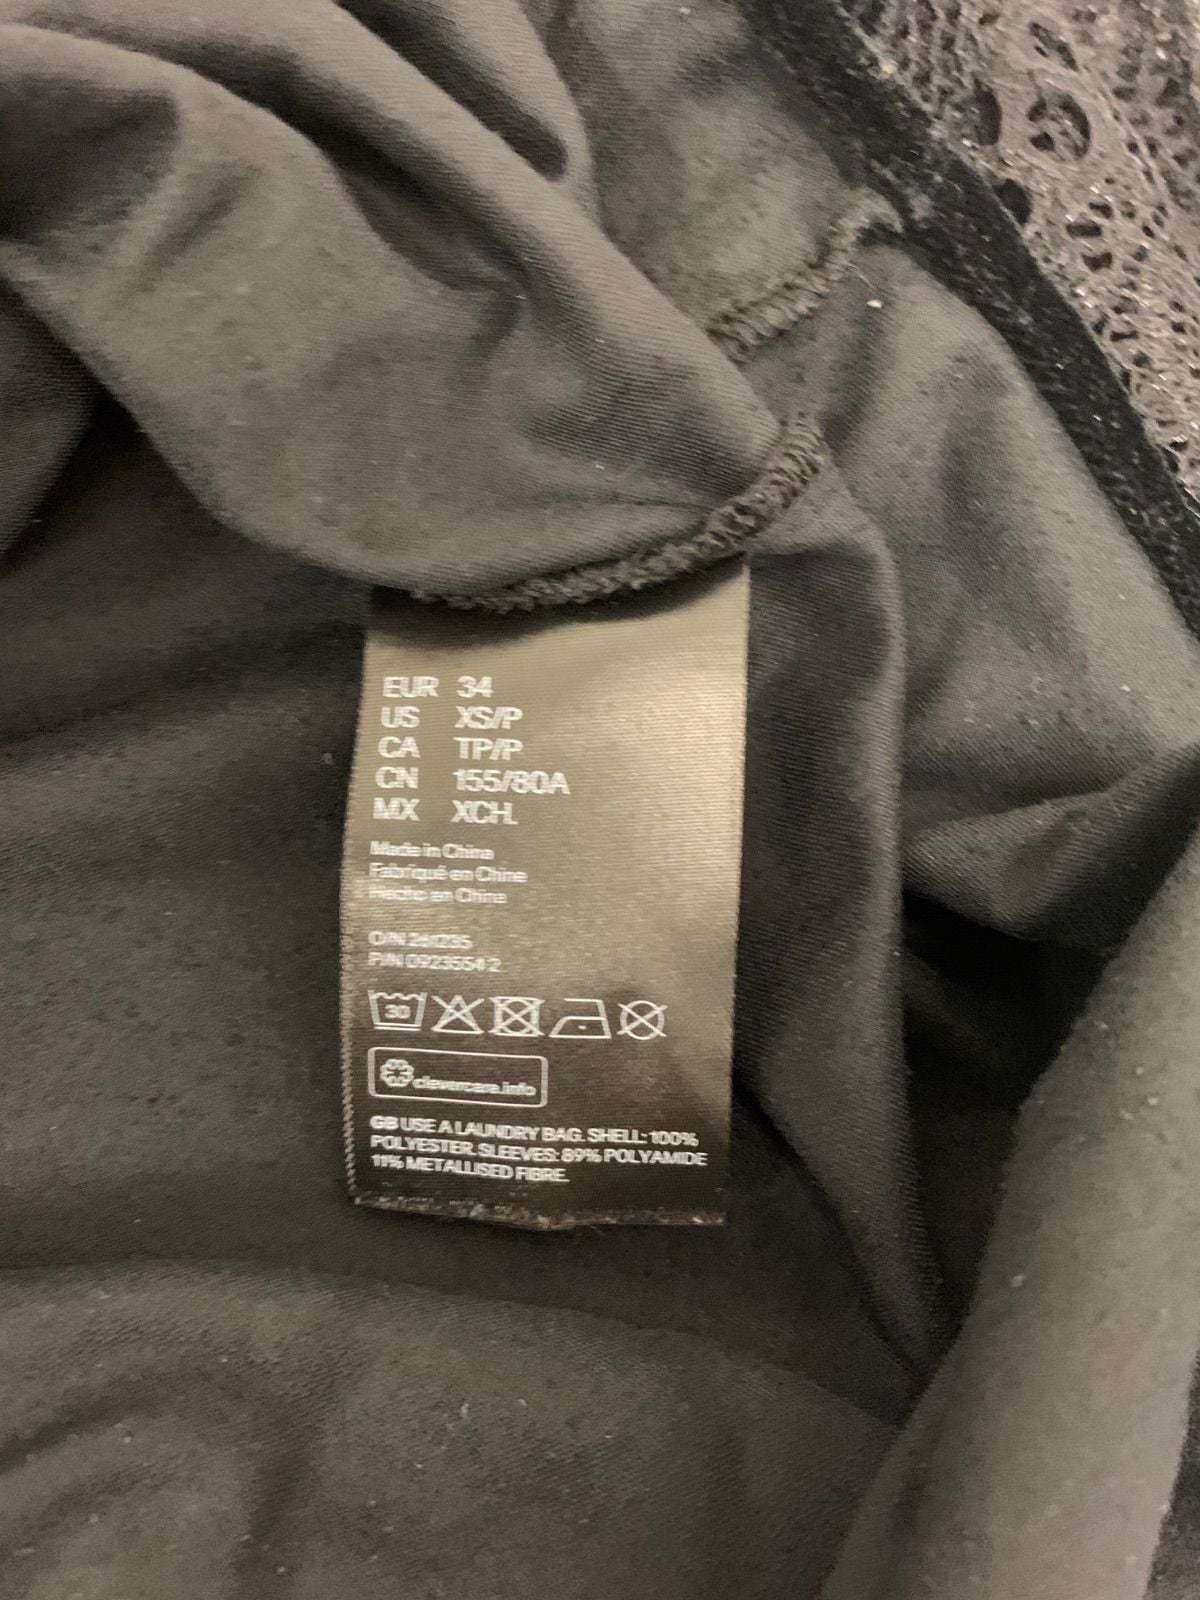 EUR 34
US XS/P
CA TP/P
CN 155/80A
MX XCH.
Made in China
Fabriqué en Chine
Hecho en China
O/N 261235
P/N 0923554 2
30
clevercare.info
GB USE A LAUNDRY BAG. SHELL: 100%
POLYESTER. SLEEVES: 89% POLYAMIDE
11% METALLISED FIBRE.